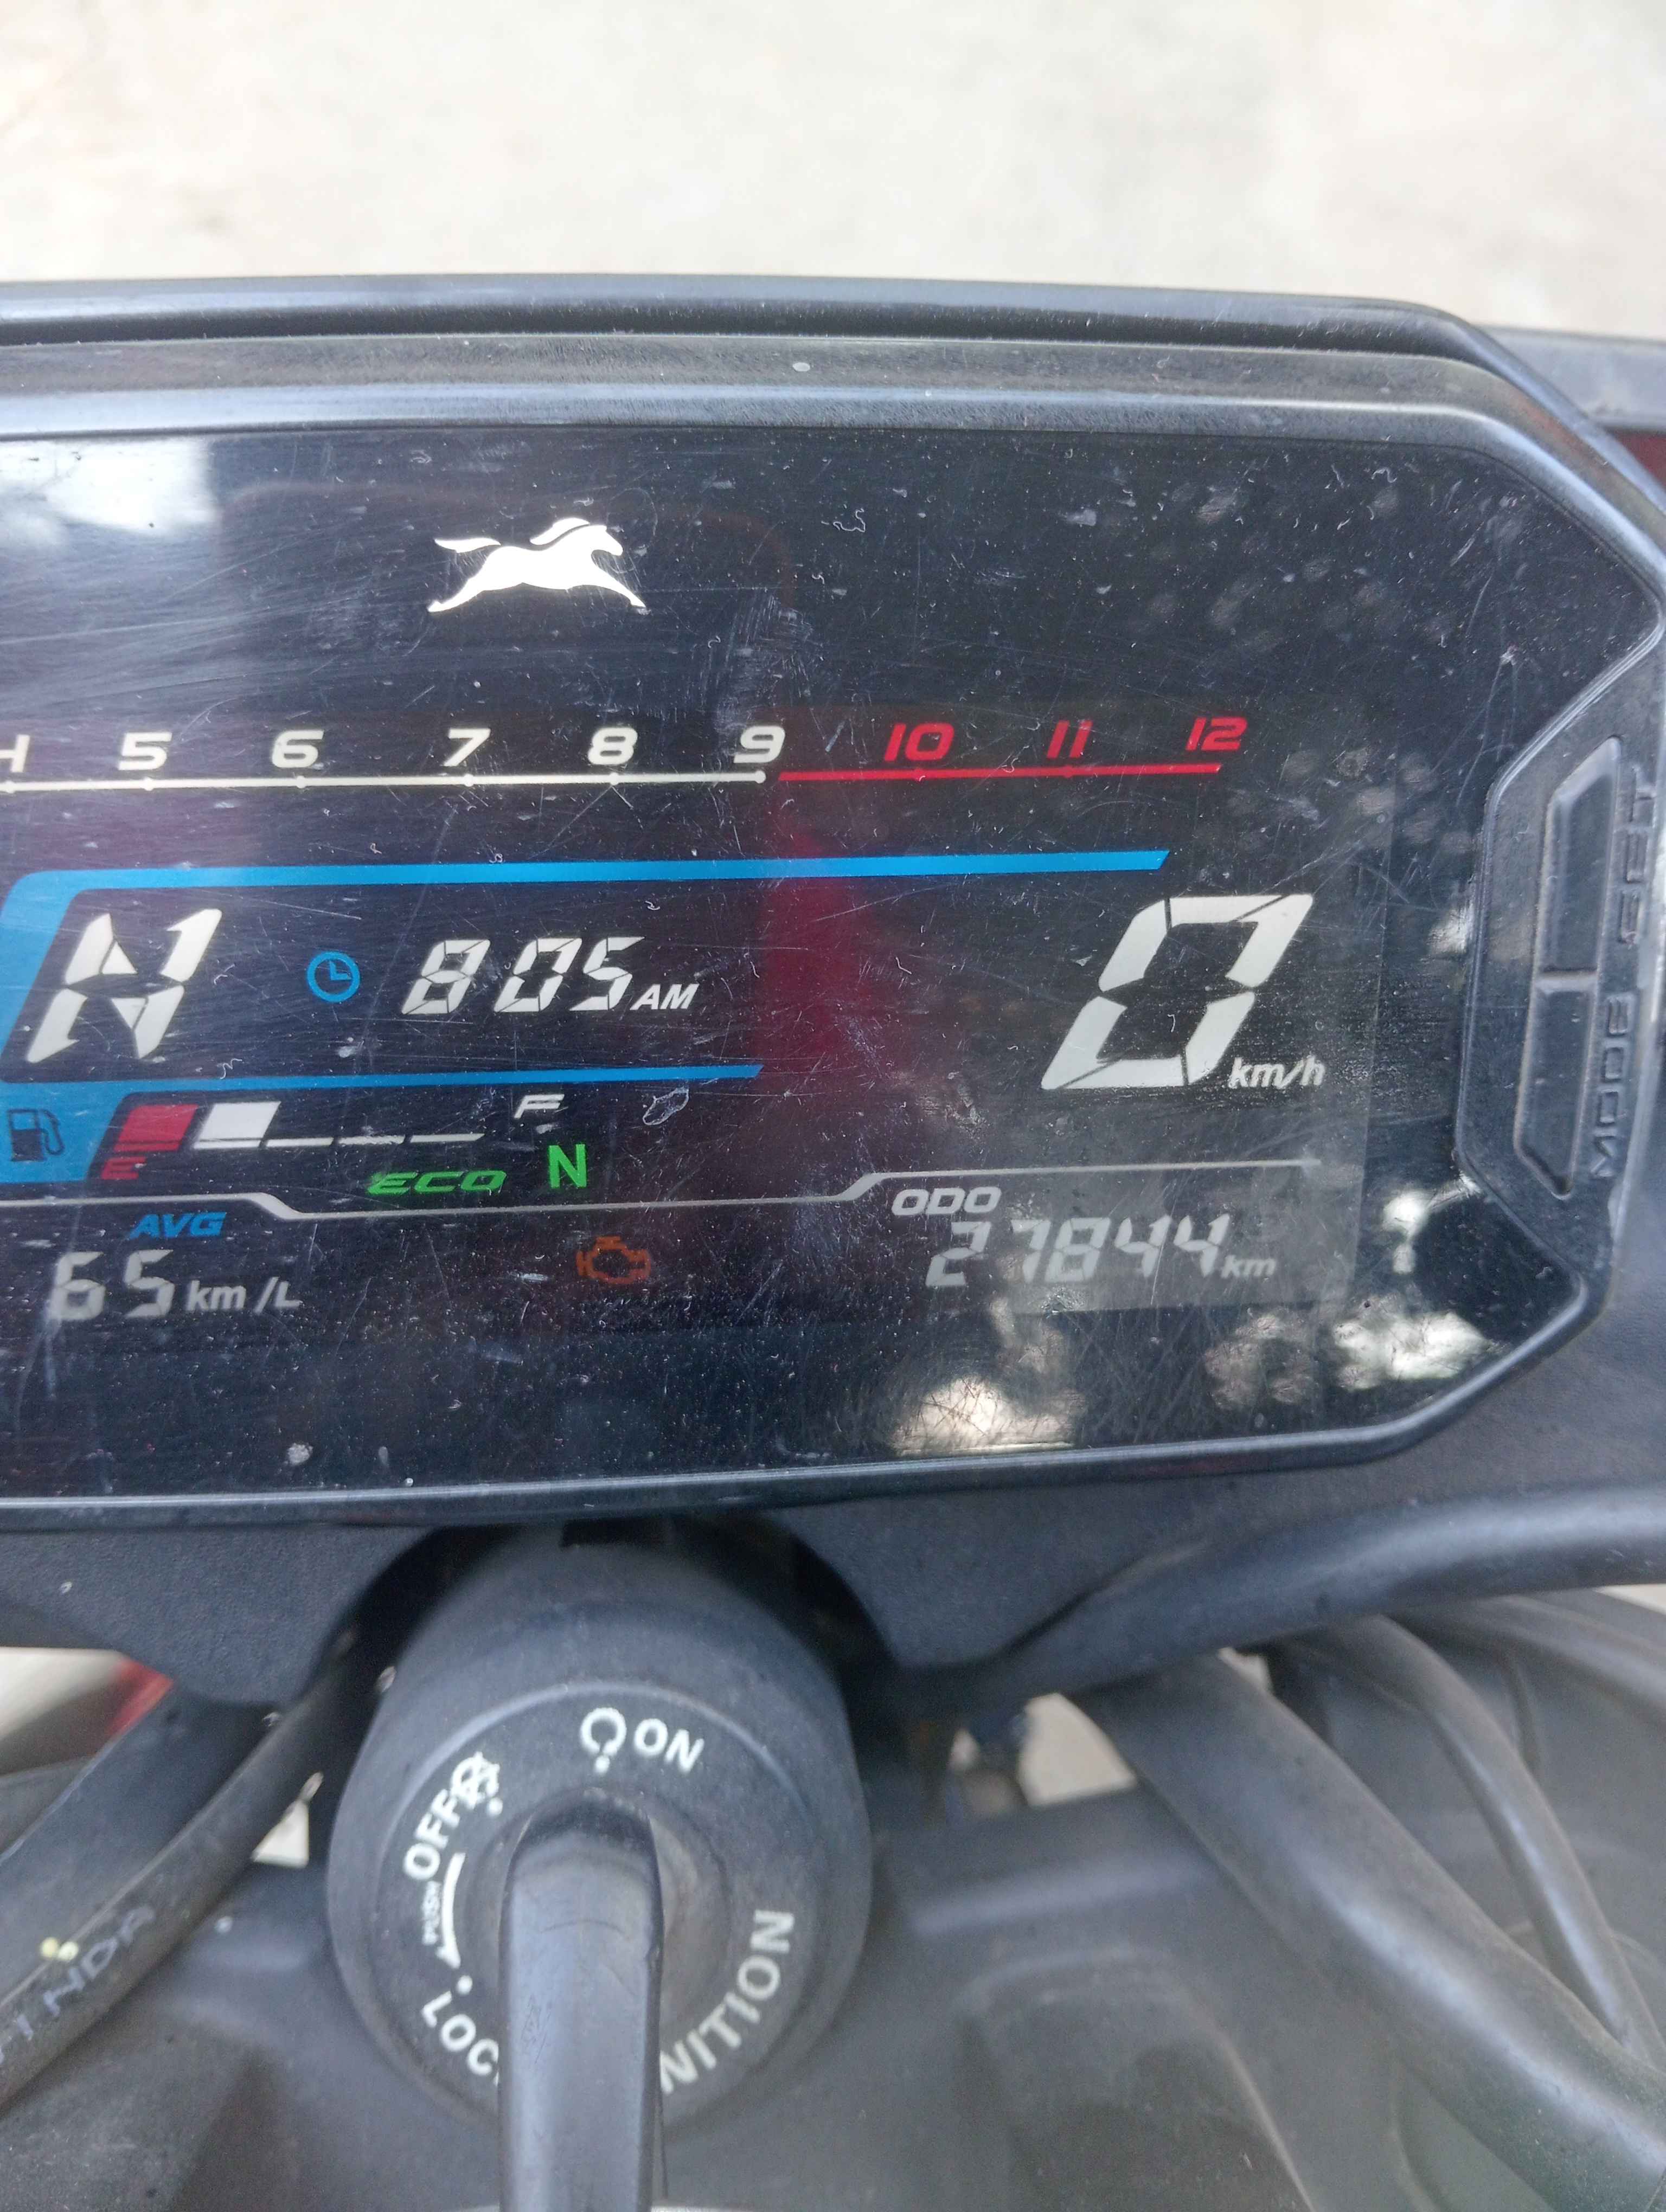 4 5 6 7 8 9 10 11 12
N 8 05 AM 0 km/h
E F
ECO N
AVG
65 km/L
ODO
27844 km
SET
MODE
ON
OFF
PUSH
LOCK
IGNITION